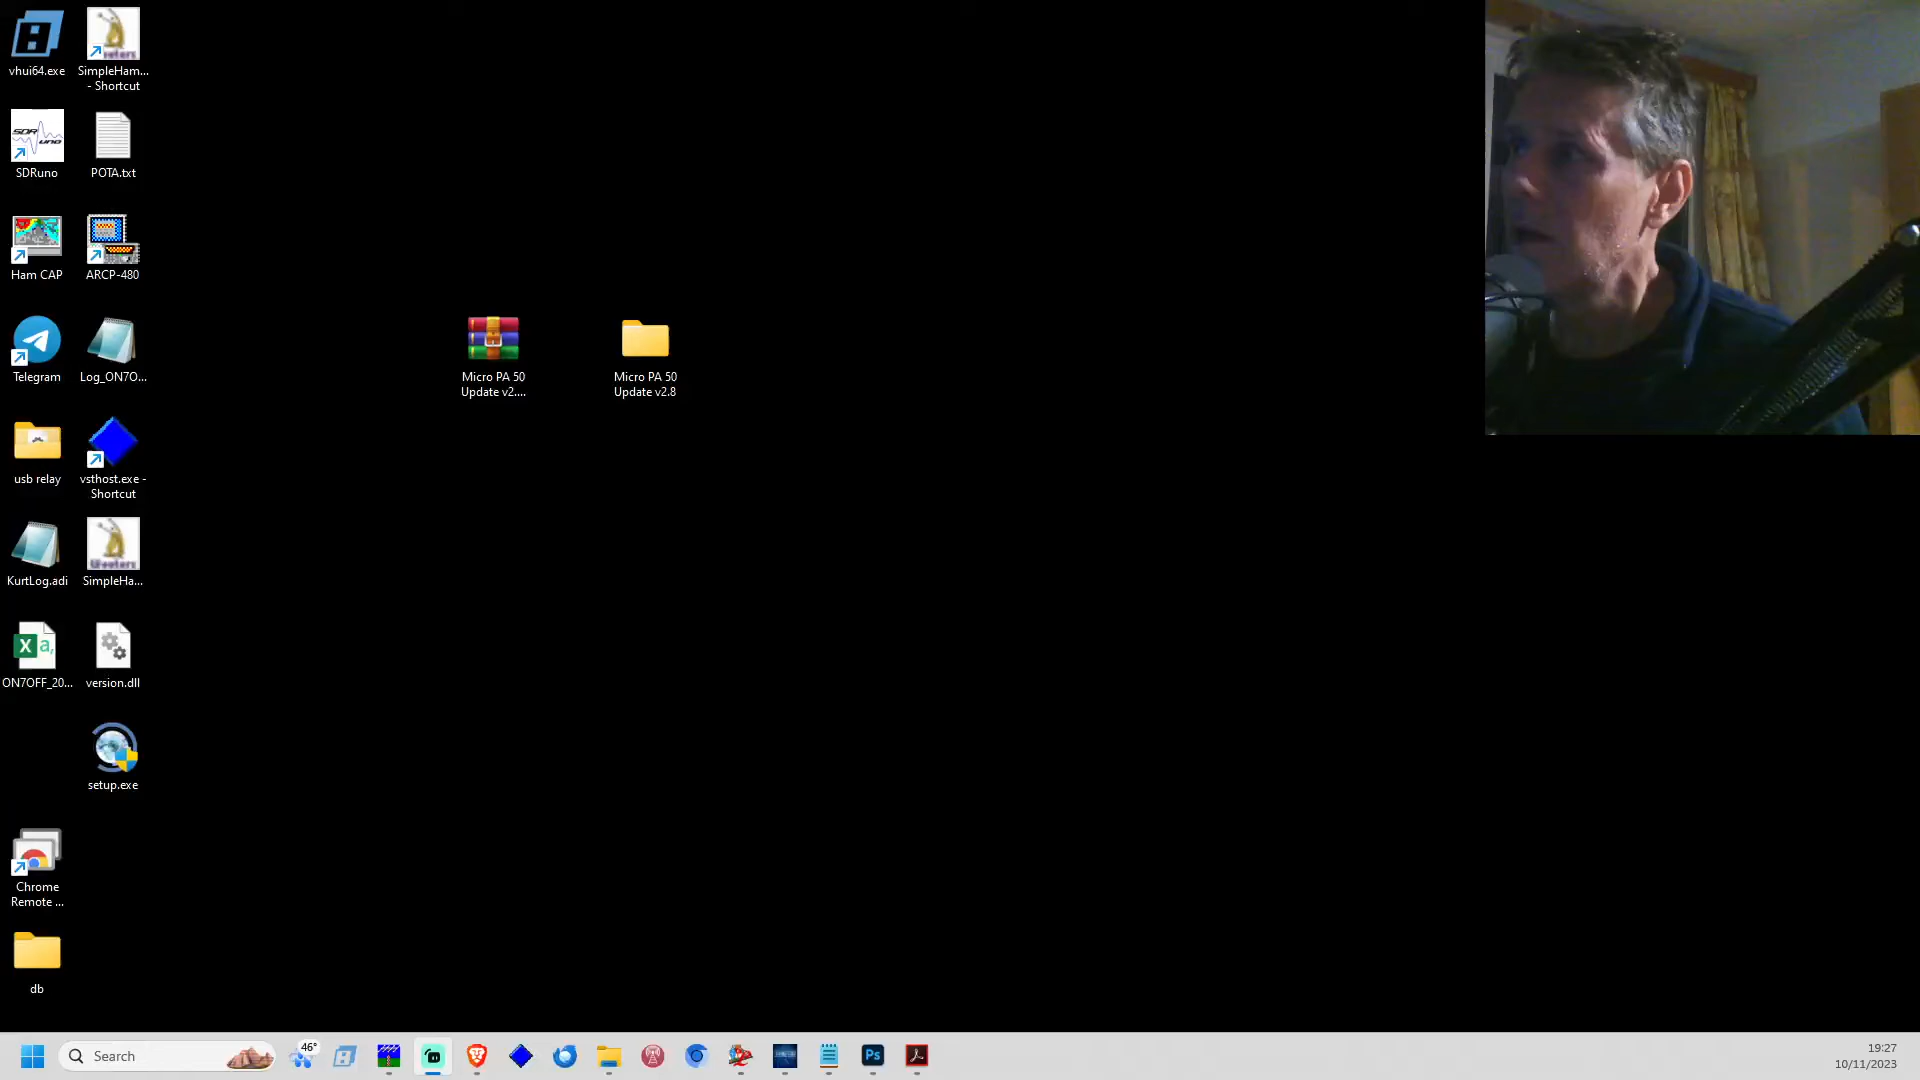 vhui64.exe
SimpleHam...
- Shortcut
SDRuno
POTA.txt
Ham CAP
ARCP-480
Telegram
Log_ON7O...
Micro PA 50
Update v2....
Micro PA 50
Update v2.8
usb relay
vsthost.exe -
Shortcut
KurtLog.adi
SimpleHa...
ON7OFF_20...
version.dll
setup.exe
Chrome
Remote ...
db
Search
46°
Ps
19:27
10/11/2023